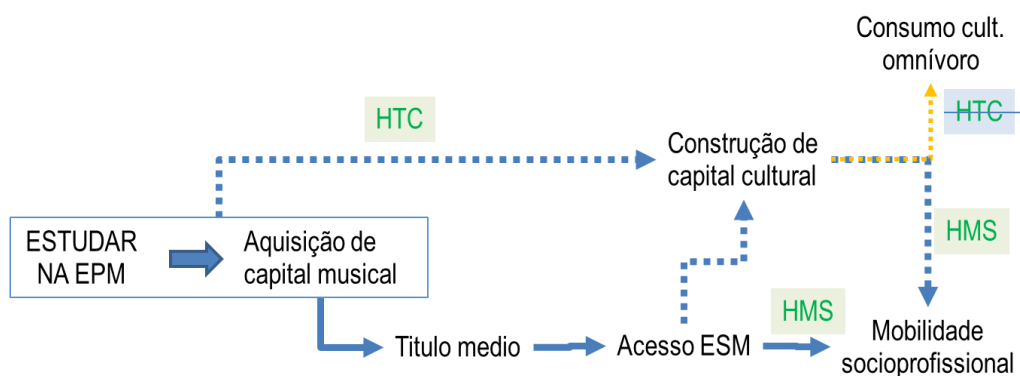 Consumo cult.
omnívoro
HTC
HTC
Construção de
capital cultural
ESTUDAR
NA EPM
Aquisição de
capital musical
HMS
HMS
Titulo medio
Acesso ESM
Mobilidade
socioprofissional